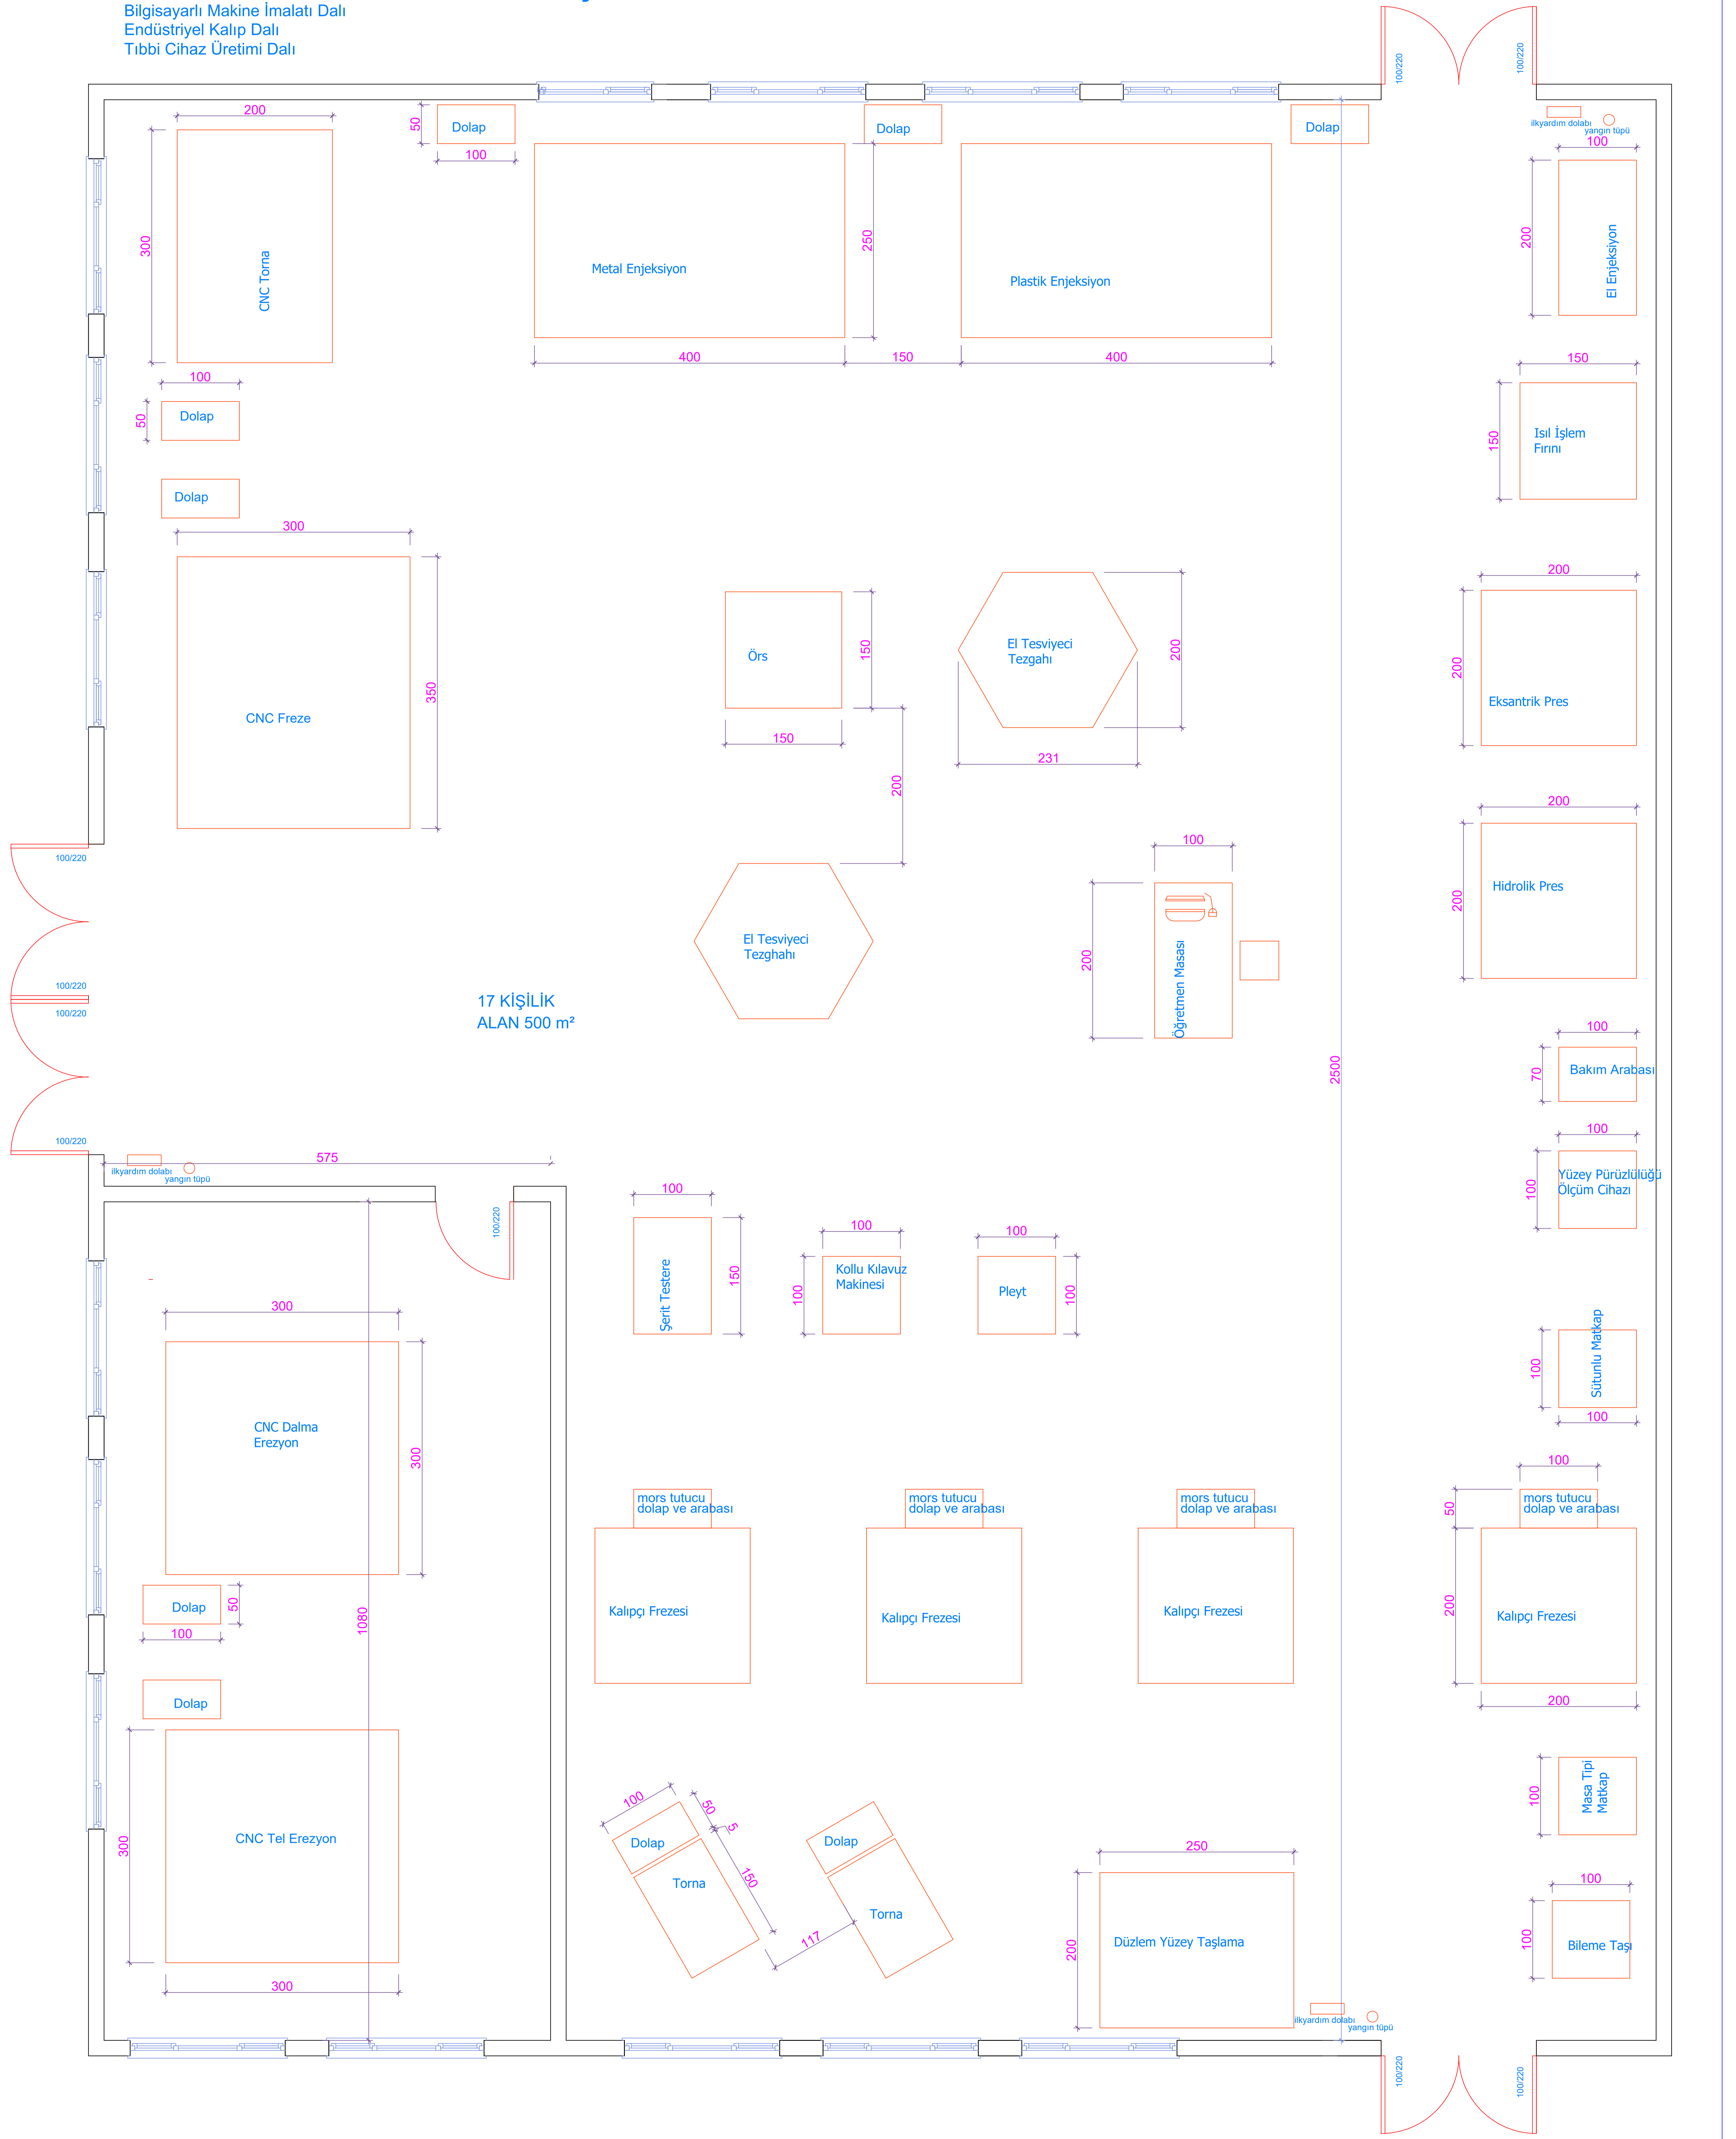 Bilgisayarlı Makine İmalatı Dalı
Endüstriyel Kalıp Dalı
Tıbbi Cihaz Üretimi Dalı
100/220
100/220
200
50
Dolap
100
Dolap
Dolap
ilkyardım dolabı
yangın tüpü
100
300
CNC Torna
Metal Enjeksiyon
250
Plastik Enjeksiyon
200
El Enjeksiyon
400
150
400
100
50
Dolap
150
150
Isıl İşlem
Fırını
Dolap
300
350
CNC Freze
Örs
150
150
El Tesviyeci
Tezgahı
200
231
200
200
200
Eksantrik Pres
200
200
Hidrolik Pres
100/220
100/220
100/220
100/220
El Tesviyeci
Tezghahı
100
200
Öğretmen Masası
17 KİŞİLİK
ALAN 500 m²
2500
100
70
Bakım Arabası
100
100
Yüzey Pürüzlülüğü
Ölçüm Cihazı
575
ilkyardım dolabı
yangın tüpü
100/220
100
Şerit Testere
150
100
100
Kollu Kılavuz
Makinesi
100
Pleyt
100
100
Sütunlu Matkap
100
300
CNC Dalma
Erezyon
300
Dolap
50
100
1080
Dolap
300
CNC Tel Erezyon
300
mors tutucu
dolap ve arabası
Kalıpçı Frezesi
mors tutucu
dolap ve arabası
Kalıpçı Frezesi
mors tutucu
dolap ve arabası
Kalıpçı Frezesi
100
50
mors tutucu
dolap ve arabası
200
Kalıpçı Frezesi
200
100
Masa Tipi
Matkap
100
50
5
Dolap
150
Torna
117
Dolap
Torna
250
200
Düzlem Yüzey Taşlama
100
100
Bileme Taşı
ilkyardım dolabı
yangın tüpü
100/220
100/220